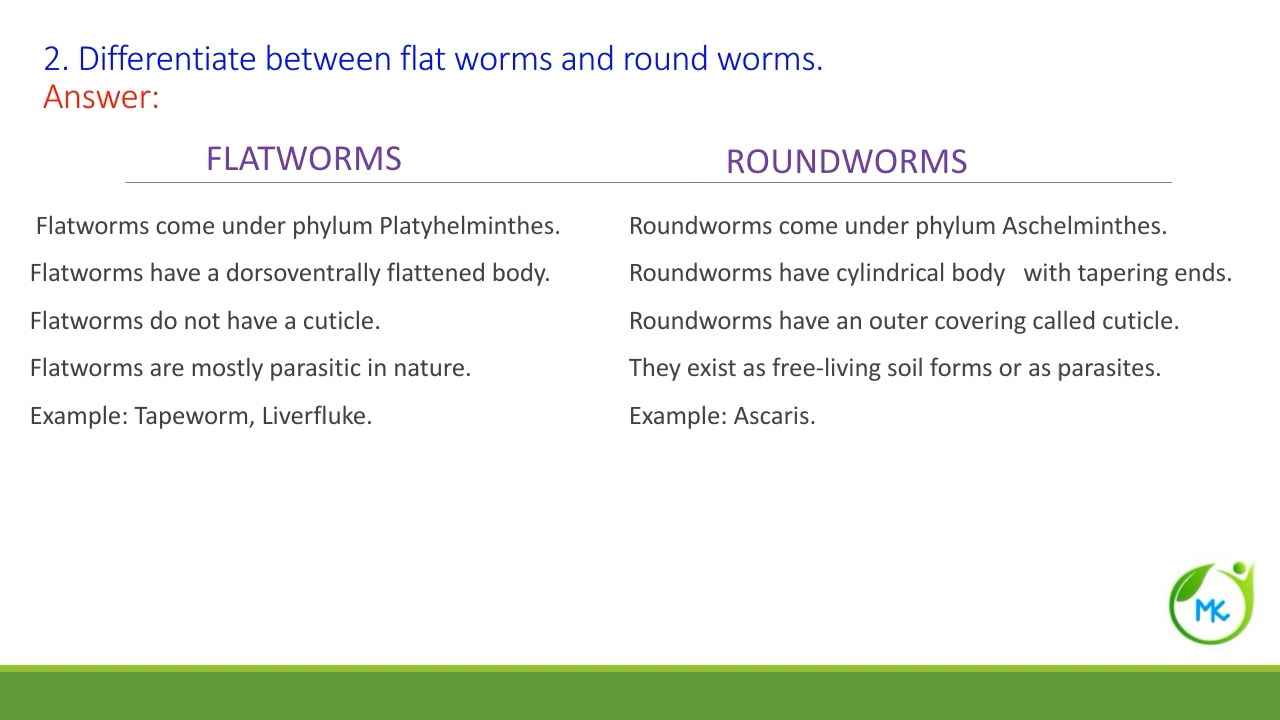 2. Differentiate between flat worms and round worms.
Answer:
FLATWORMS
Flatworms come under phylum Platyhelminthes.
Flatworms have a dorsoventrally flattened body.
Flatworms do not have a cuticle.
Flatworms are mostly parasitic in nature.
Example: Tapeworm, Liverfluke.
ROUNDWORMS
Roundworms come under phylum Aschelminthes.
Roundworms have cylindrical body   with tapering ends.
Roundworms have an outer covering called cuticle.
They exist as free-living soil forms or as parasites.
Example: Ascaris.
MK